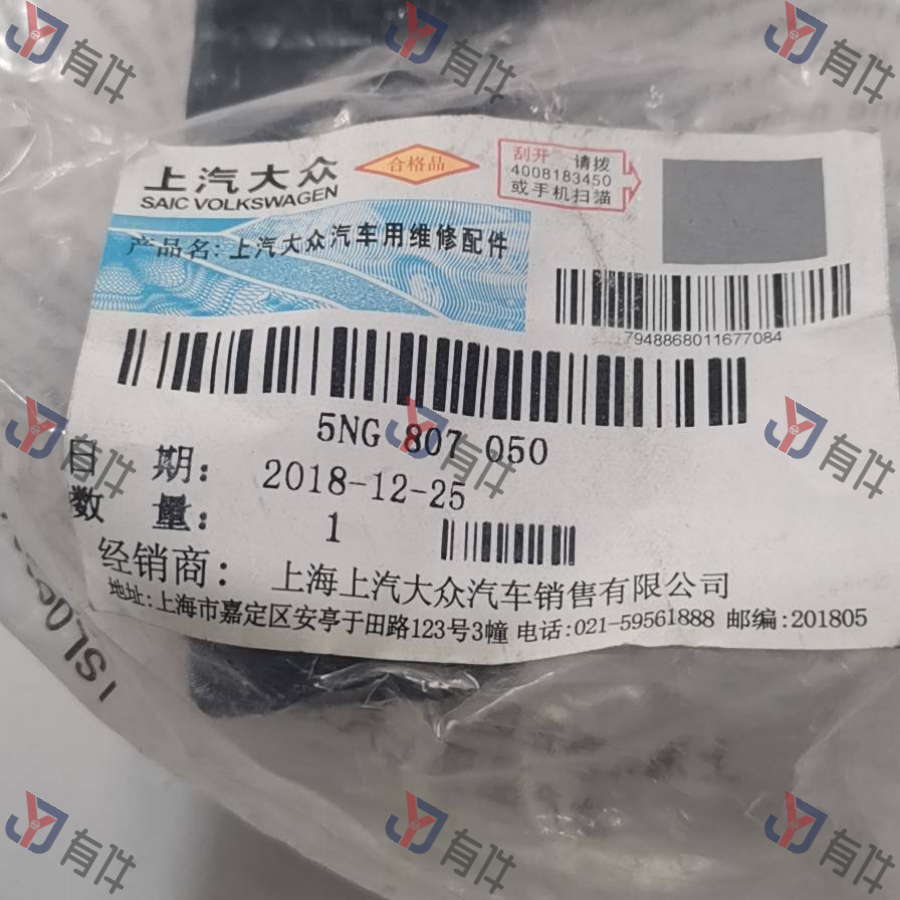 上汽大众
SAIC VOLKSWAGEN
合格品
刮开 请拨
4008183450
或手机扫描
产品名: 上汽大众汽车用维修配件
7948868011677084
5NG 807 050
日 期: 2018-12-25
数 量: 1
经销商: 上海上汽大众汽车销售有限公司
地址:上海市嘉定区安亭于田路123号3幢 电话:021-59561888 邮编:201805
有件
有件
有件
有件
有件
有件
有件
有件
有件